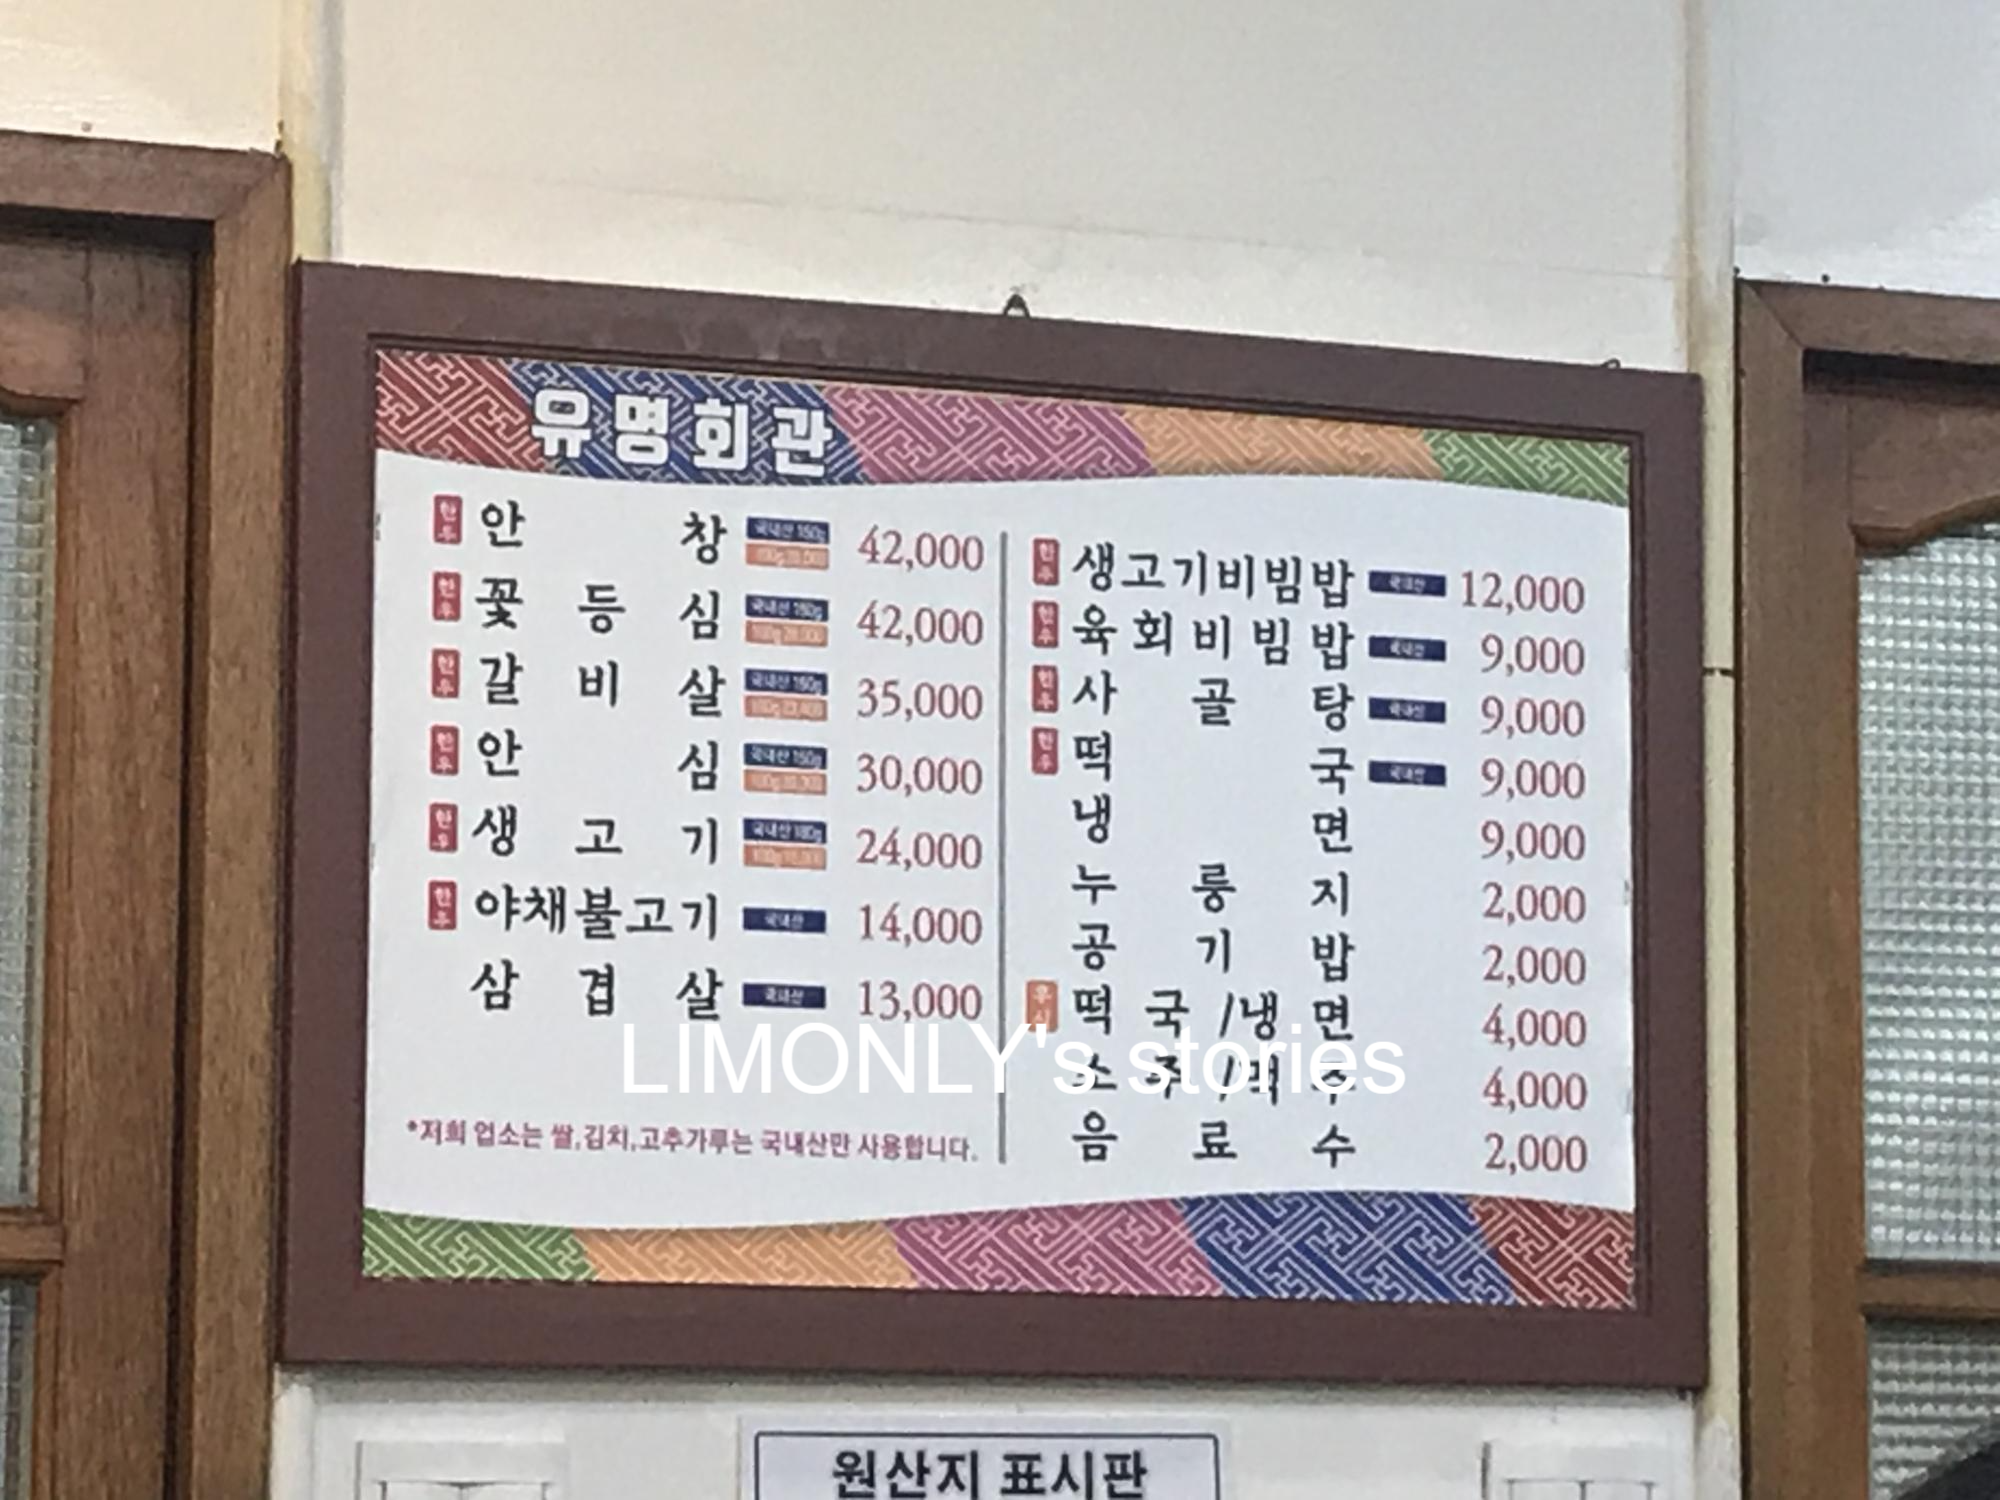 유명회관
한우 안창 국내산 150g 42,000
한우 꽃등심 국내산 150g 42,000
한우 갈비살 국내산 150g 35,000
한우 안심 국내산 150g 30,000
한우 생고기 국내산 24,000
한우 야채불고기 국내산 14,000
삼겹살 국내산 13,000
*저희 업소는 쌀,김치,고추가루는 국내산만 사용합니다.
한우 생고기비빔밥 국내산 12,000
한우 육회비빔밥 국내산 9,000
한우 사골탕 국내산 9,000
한우 떡국 국내산 9,000
냉면 9,000
누룽지 2,000
공기밥 2,000
후식 떡국/냉면 4,000
소주/맥주 4,000
음료수 2,000
LIMONLY's stories
원산지 표시판